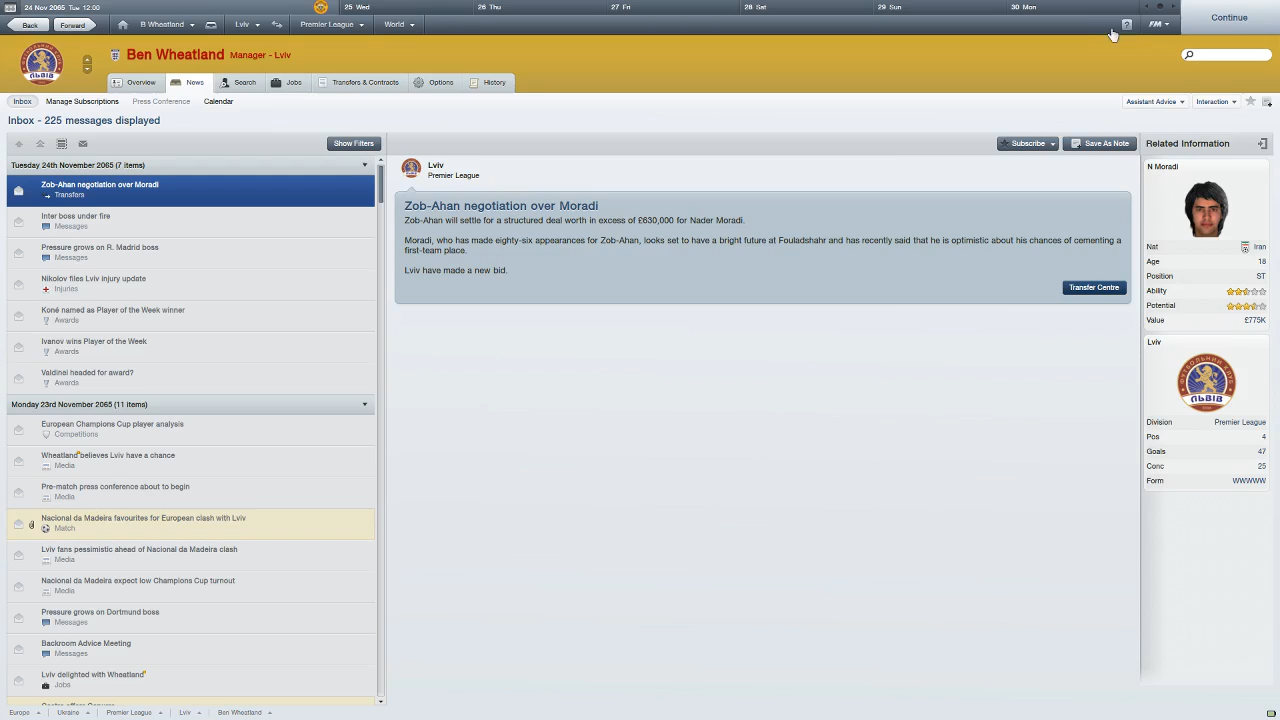 24 Nov 2065 Tue 12:00
25 Wed
26 Thu
27 Fri
28 Sat
29 Sun
30 Mon
Back
Forward
B Wheatland
Lviv
Premier League
World
?
FM
Continue
Ben Wheatland Manager - Lviv
Overview
News
Search
Jobs
Transfers & Contracts
Options
History
Inbox
Manage Subscriptions
Press Conference
Calendar
Assistant Advice
Interaction
Inbox - 225 messages displayed
Show Filters
Subscribe
Save As Note
Related Information
Tuesday 24th November 2065 (7 items)
Zob-Ahan negotiation over Moradi
Transfers
Inter boss under fire
Messages
Pressure grows on R. Madrid boss
Messages
Nikolov files Lviv injury update
Injuries
Koné named as Player of the Week winner
Awards
Ivanov wins Player of the Week
Awards
Valdinei headed for award?
Awards
Monday 23rd November 2065 (11 items)
European Champions Cup player analysis
Competitions
Wheatland believes Lviv have a chance
Media
Pre-match press conference about to begin
Media
Nacional da Madeira favourites for European clash with Lviv
Match
Lviv fans pessimistic ahead of Nacional da Madeira clash
Media
Nacional da Madeira expect low Champions Cup turnout
Media
Pressure grows on Dortmund boss
Messages
Backroom Advice Meeting
Messages
Lviv delighted with Wheatland
Jobs
Lviv
Premier League
Zob-Ahan negotiation over Moradi
Zob-Ahan will settle for a structured deal worth in excess of £630,000 for Nader Moradi.
Moradi, who has made eighty-six appearances for Zob-Ahan, looks set to have a bright future at Fouladshahr and has recently said that he is optimistic about his chances of cementing a
first-team place.
Lviv have made a new bid.
Transfer Centre
N Moradi
Nat Iran
Age 18
Position ST
Ability
Potential
Value £775K
Lviv
ФУТБОЛЬНИЙ КЛУБ
ЛЬВІВ
Division Premier League
Pos 4
Goals 47
Conc 25
Form WWWWW
Europe
Ukraine
Premier League
Lviv
Ben Wheatland